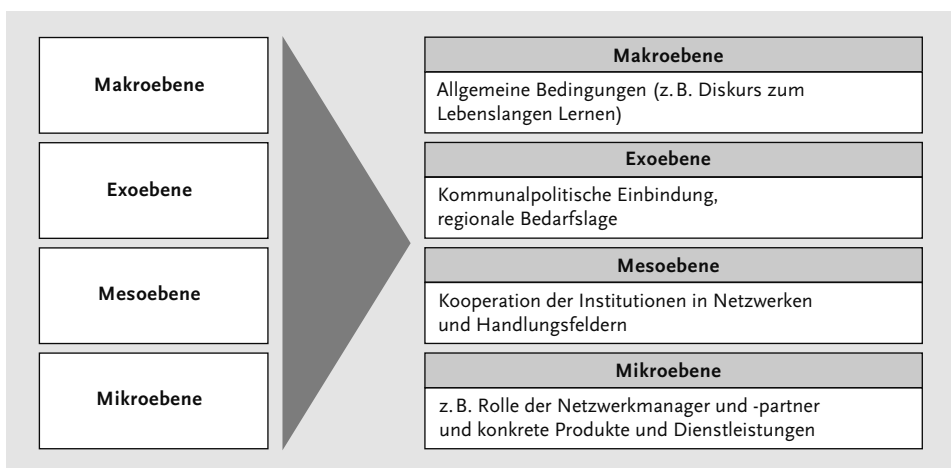 Makroebene
Exoebene
Mesoebene
Mikroebene
Makroebene
Allgemeine Bedingungen (z. B. Diskurs zum
Lebenslangen Lernen)
Exoebene
Kommunalpolitische Einbindung,
regionale Bedarfslage
Mesoebene
Kooperation der Institutionen in Netzwerken
und Handlungsfeldern
Mikroebene
z. B. Rolle der Netzwerkmanager und -partner
und konkrete Produkte und Dienstleistungen